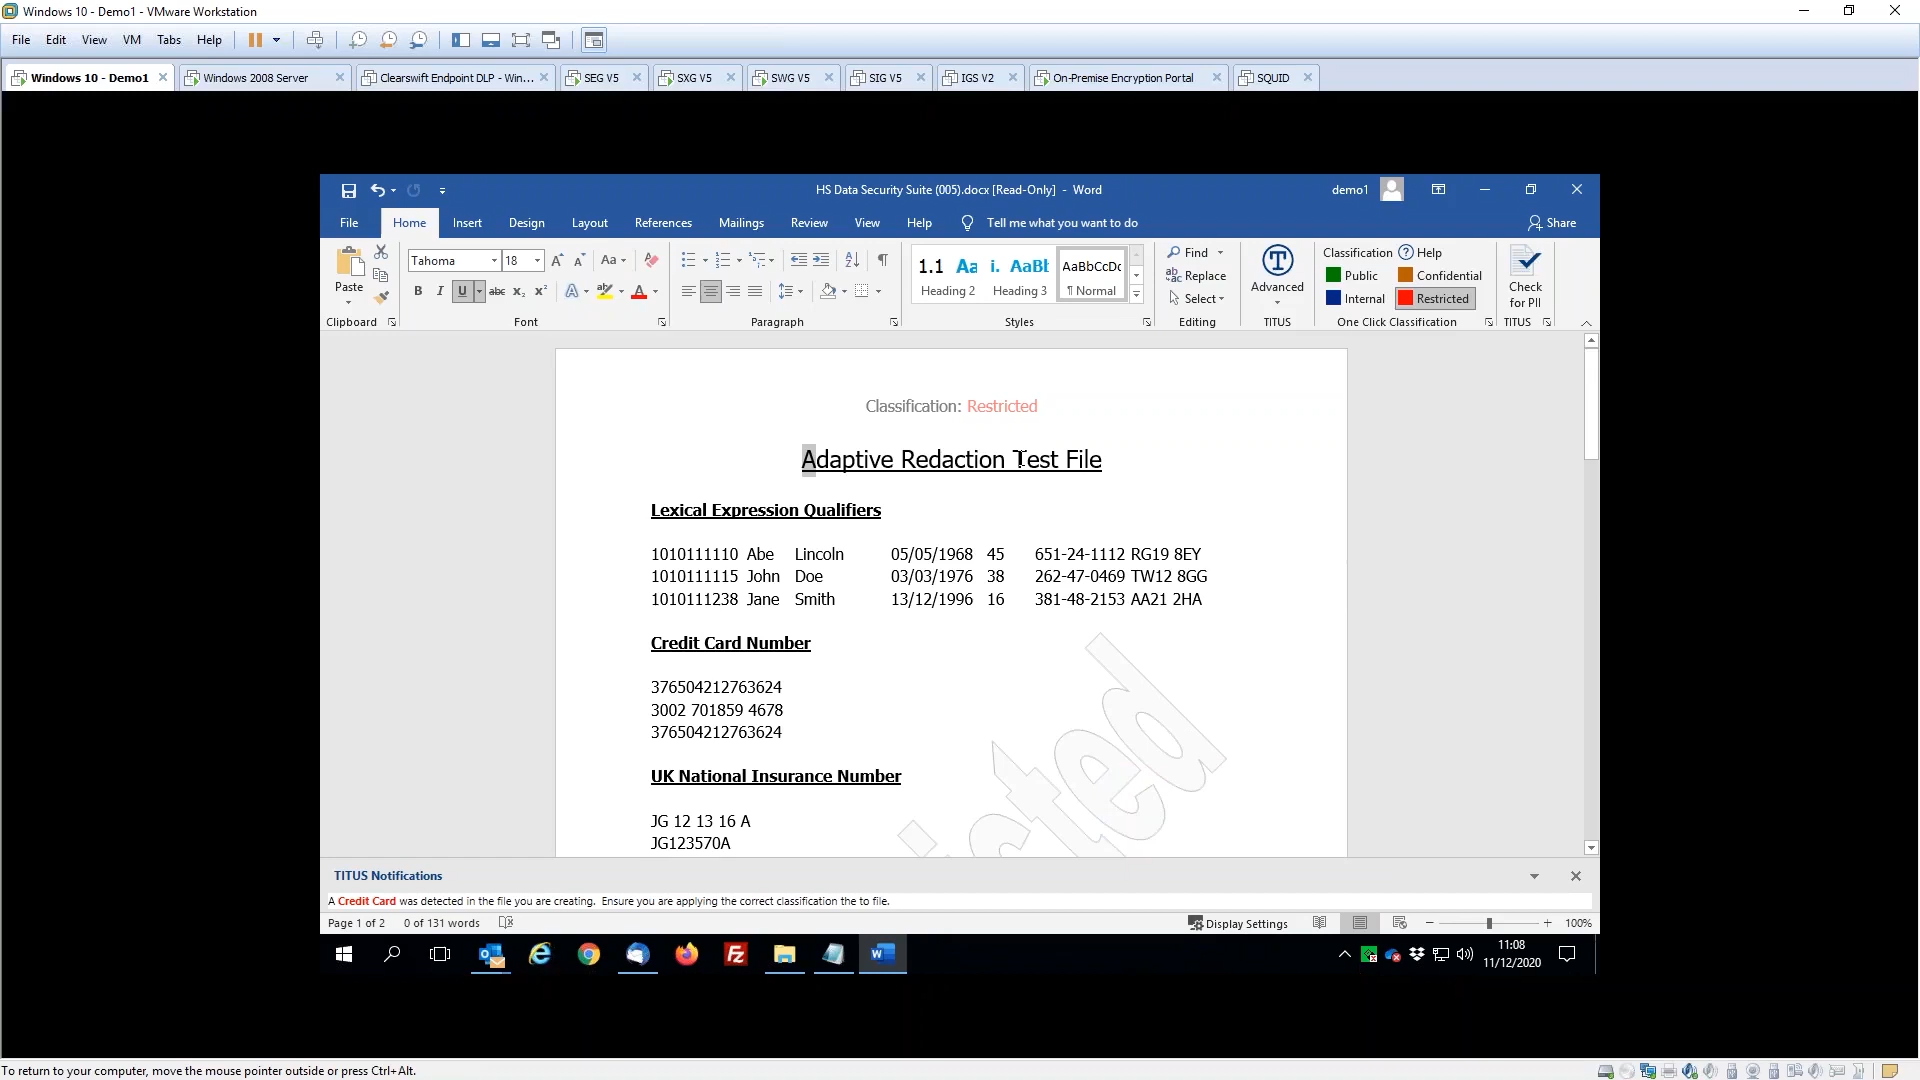 Windows 10 - Demo1 - VMware Workstation
File Edit View VM Tabs Help
Windows 10 - Demo1 Windows 2008 Server Clearswift Endpoint DLP - Win... SEG V5 SXG V5 SWG V5 SIG V5 IGS V2 On-Premise Encryption Portal SQUID
HS Data Security Suite (005).docx [Read-Only] - Word demo1
File Home Insert Design Layout References Mailings Review View Help Tell me what you want to do Share
Paste
Clipboard
Tahoma 18 Aa
B I U abc X₂ X² A ab A
Font
Paragraph
1.1 Aa i. AaBb AaBbCcDc
Heading 2 Heading 3 ¶ Normal
Styles
Find
Replace
Select
Editing
Advanced
TITUS
Classification Help
Public Confidential
Internal Restricted
One Click Classification
Check for PII
TITUS
Classification: Restricted
Adaptive Redaction Test File
Lexical Expression Qualifiers
1010111110 Abe Lincoln 05/05/1968 45 651-24-1112 RG19 8EY
1010111115 John Doe 03/03/1976 38 262-47-0469 TW12 8GG
1010111238 Jane Smith 13/12/1996 16 381-48-2153 AA21 2HA
Credit Card Number
376504212763624
3002 701859 4678
376504212763624
UK National Insurance Number
JG 12 13 16 A
JG123570A
icted
TITUS Notifications
A Credit Card was detected in the file you are creating. Ensure you are applying the correct classification the to file.
Page 1 of 2 0 of 131 words Display Settings 100%
11:08
11/12/2020
To return to your computer, move the mouse pointer outside or press Ctrl+Alt.